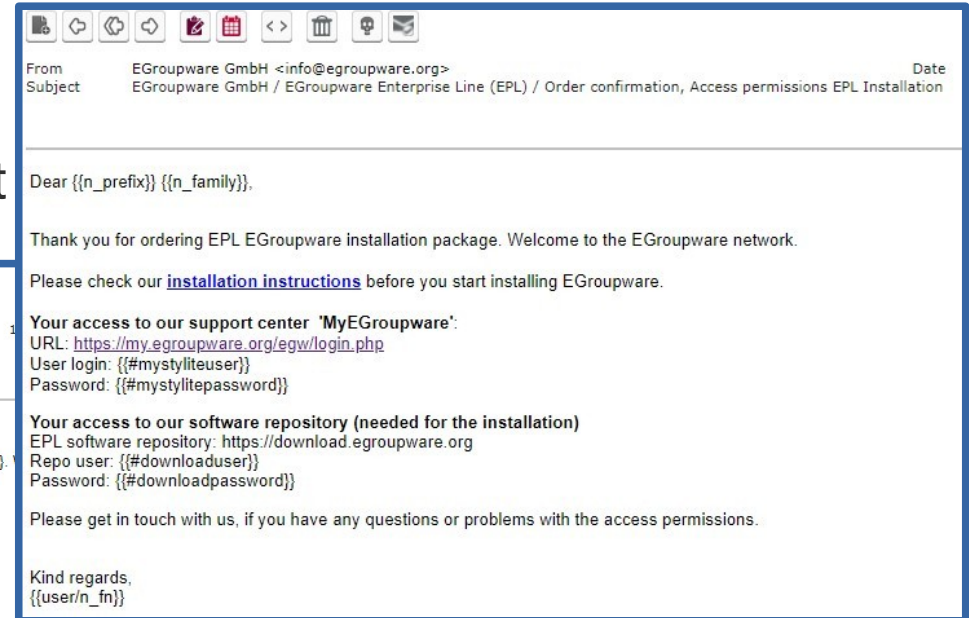 From EGroupware GmbH <info@egroupware.org> Date
Subject EGroupware GmbH / EGroupware Enterprise Line (EPL) / Order confirmation, Access permissions EPL Installation
Dear {{n_prefix}} {{n_family}},
Thank you for ordering EPL EGroupware installation package. Welcome to the EGroupware network.
Please check our installation instructions before you start installing EGroupware.
Your access to our support center 'MyEGroupware':
URL: https://my.egroupware.org/egw/login.php
User login: {{#mystyliteuser}}
Password: {{#mystylitepassword}}
Your access to our software repository (needed for the installation)
EPL software repository: https://download.egroupware.org
Repo user: {{#downloaduser}}
Password: {{#downloadpassword}}
Please get in touch with us, if you have any questions or problems with the access permissions.
Kind regards,
{{user/n_fn}}